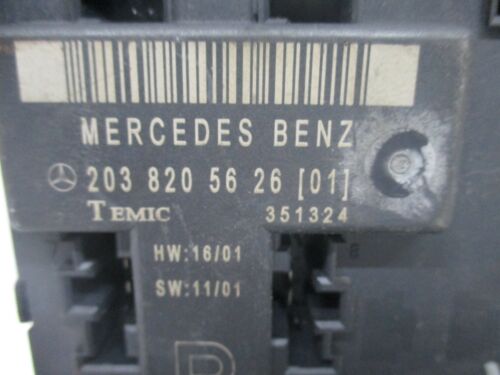 MERCEDES BENZ
203 820 56 26 [01]
TEMIC 351324
HW:16/01
SW:11/01